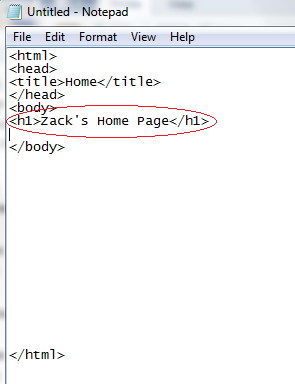 Untitled - Notepad
File Edit Format View Help
<html>
<head>
<title>Home</title>
</head>
<body>
<h1>Zack's Home Page</h1>
</body>
</html>